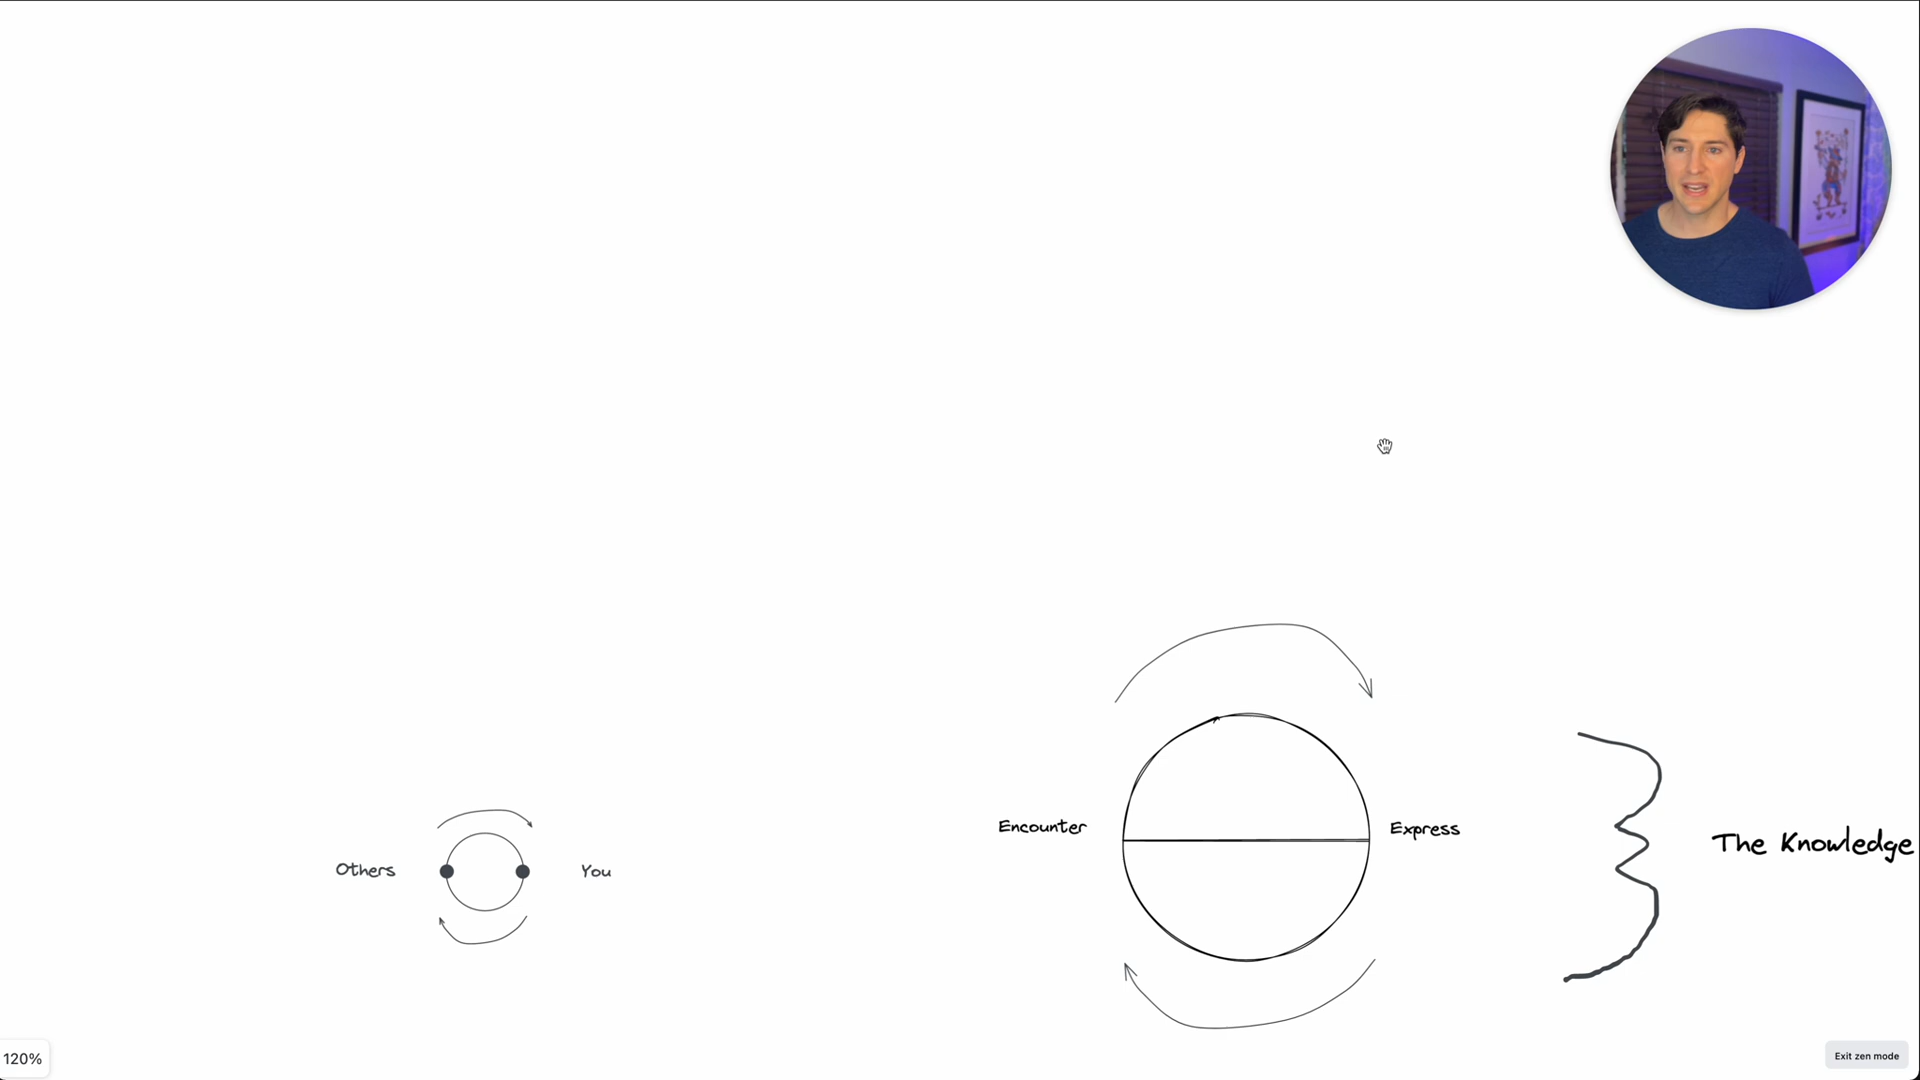 Encounter
Express
The Knowledge
Others
You
120%
Exit zen mode